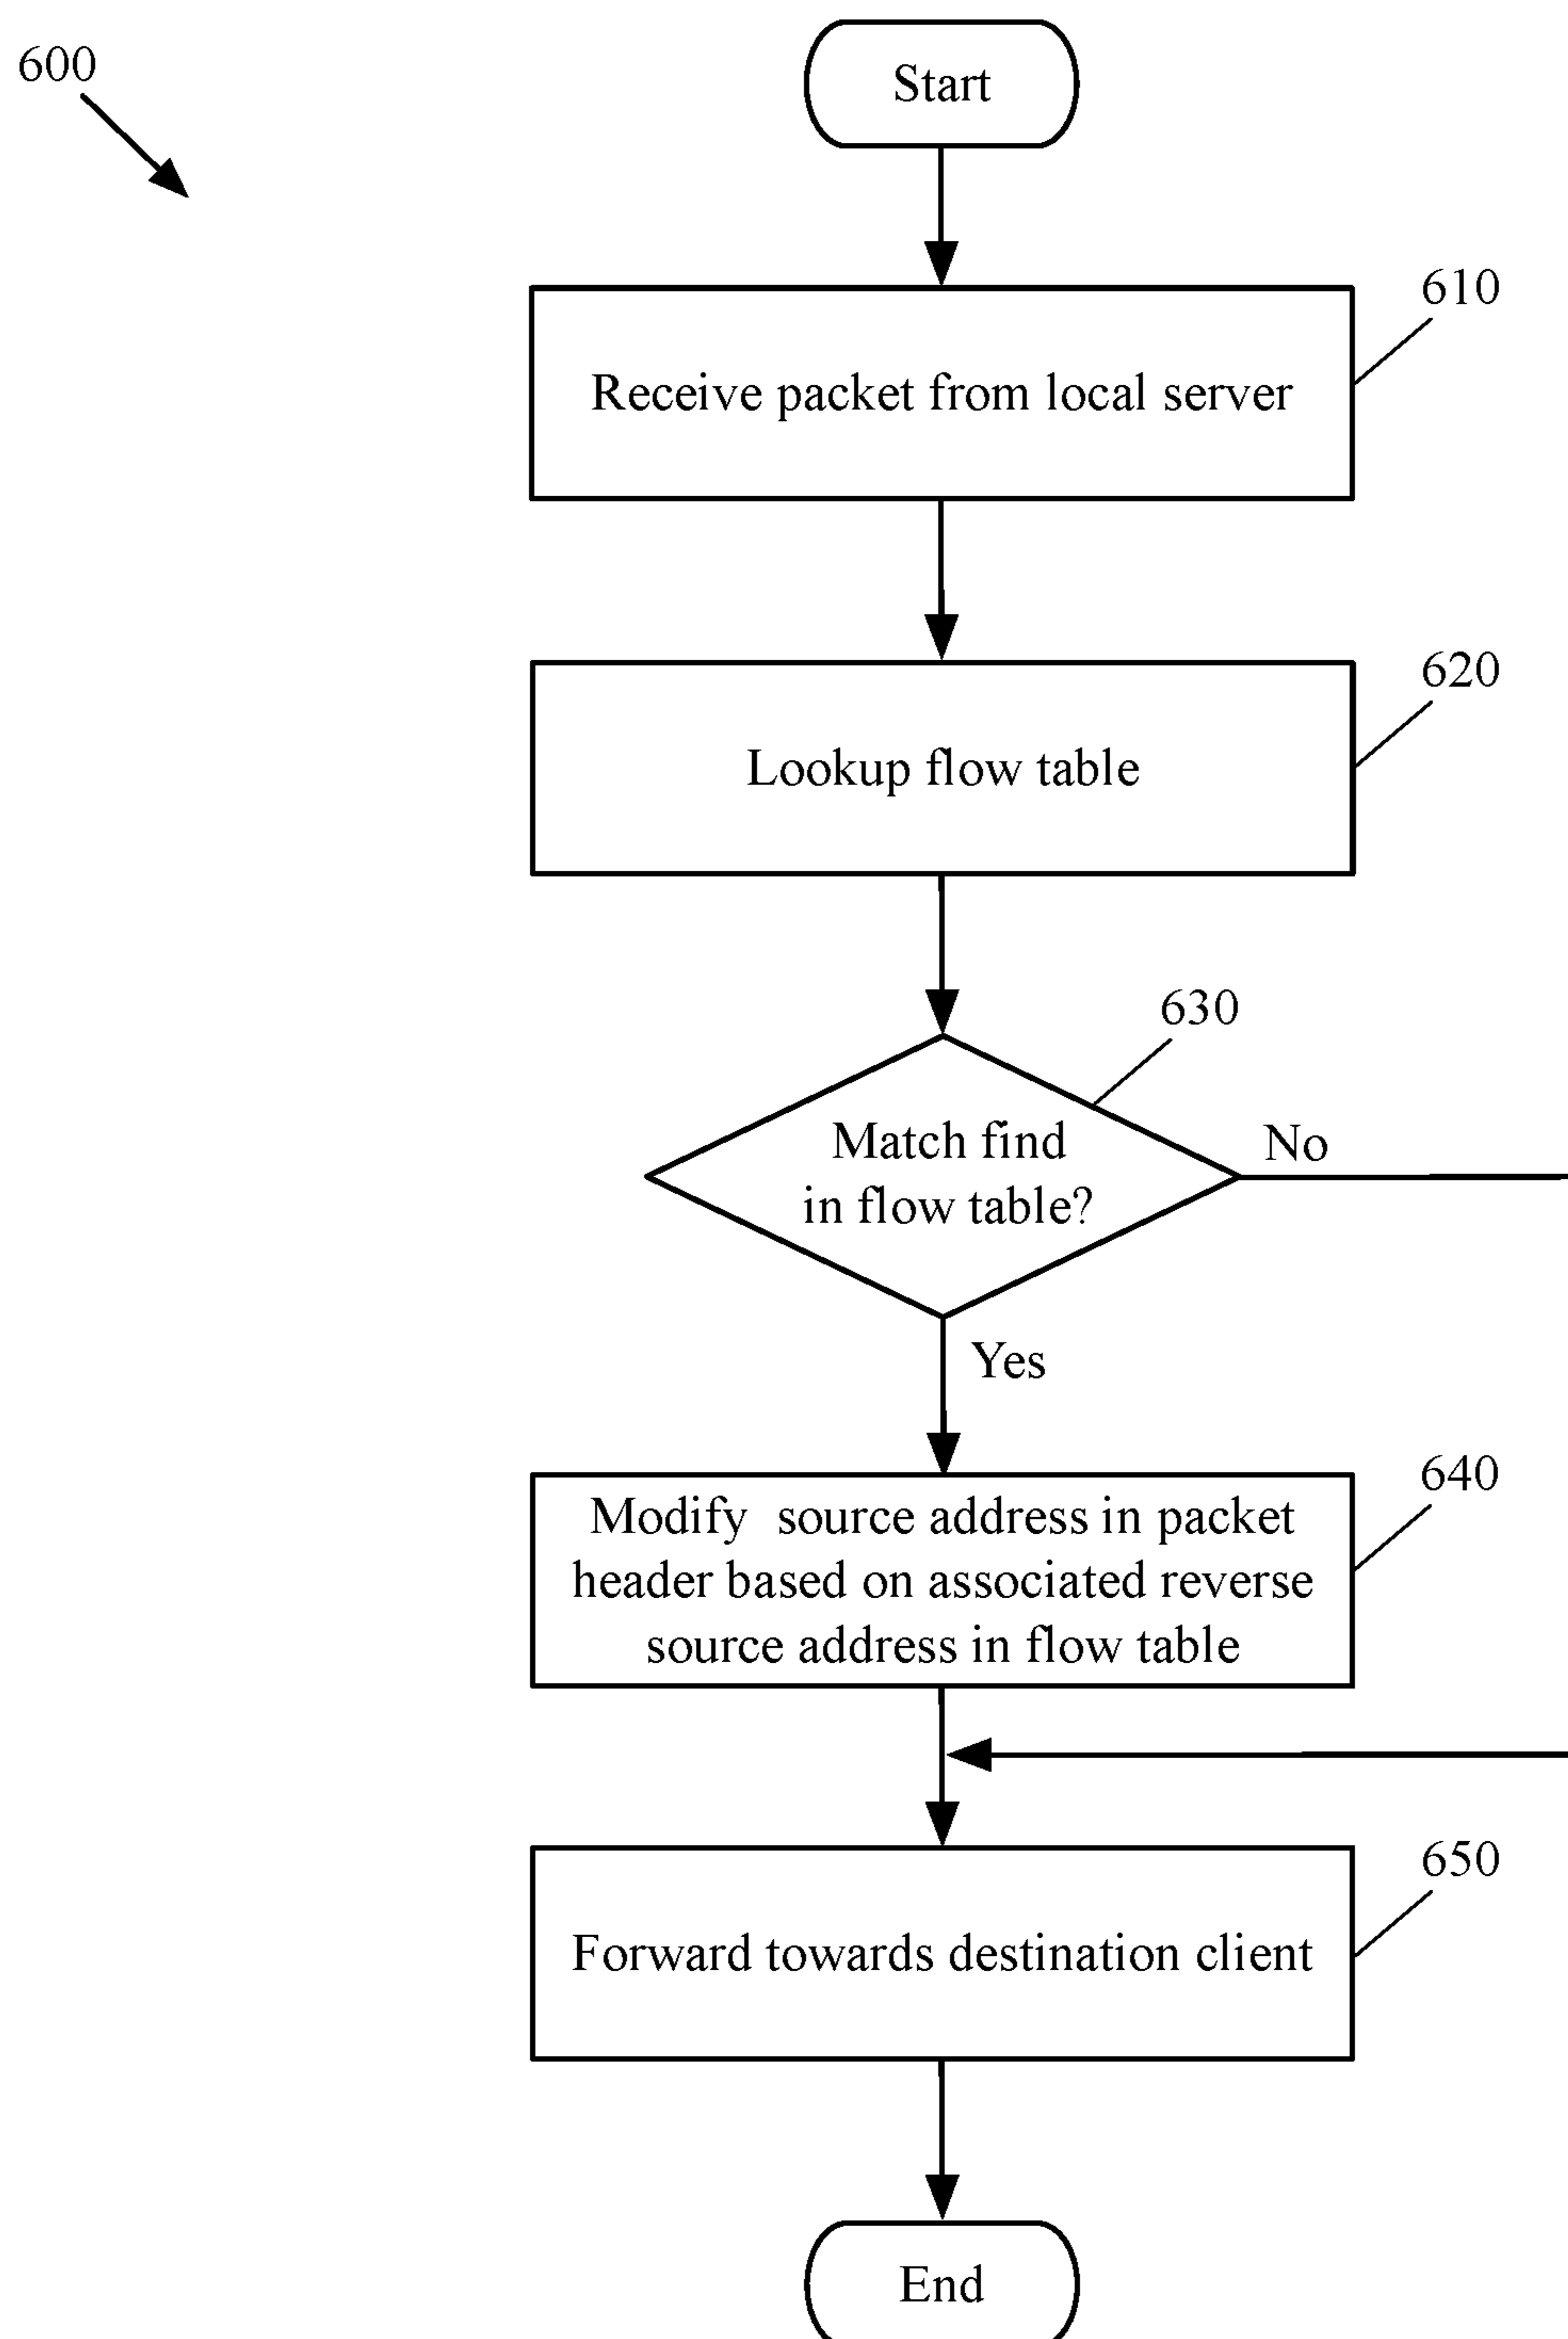 600
Start
610
Receive packet from local server
620
Lookup flow table
630
Match find
in flow table?
No
Yes
640
Modify source address in packet
header based on associated reverse
source address in flow table
650
Forward towards destination client
End